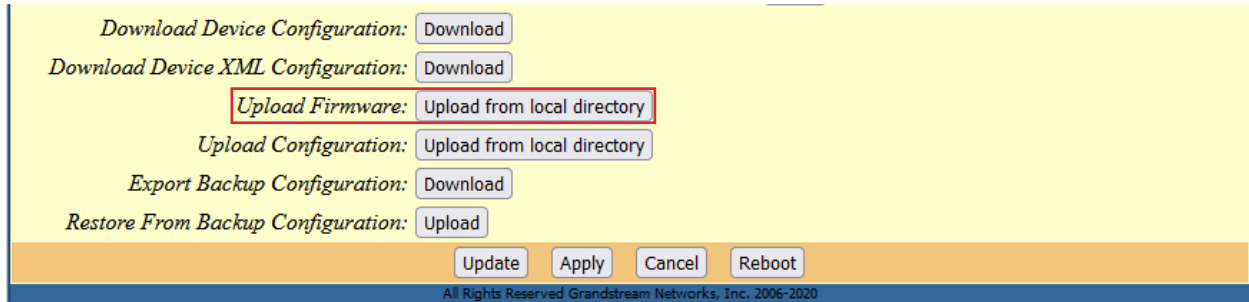 Download Device Configuration: Download
Download Device XML Configuration: Download
Upload Firmware: Upload from local directory
Upload Configuration: Upload from local directory
Export Backup Configuration: Download
Restore From Backup Configuration: Upload
Update Apply Cancel Reboot
All Rights Reserved Grandstream Networks, Inc. 2006-2020